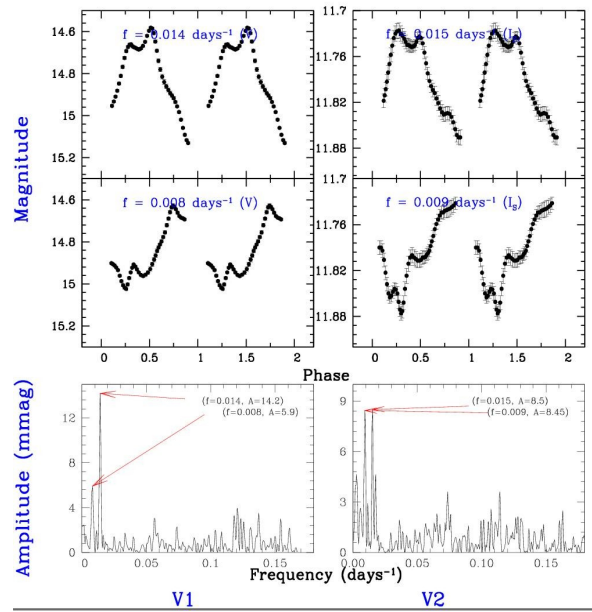 Magnitude
14.6
14.8
15
15.2
f = 0.014 days⁻¹ (V)
11.7
11.76
11.82
11.88
f = 0.015 days⁻¹
14.6
14.8
15
15.2
f = 0.008 days⁻¹ (V)
11.7
11.76
11.82
11.88
f = 0.009 days⁻¹ (Iₛ)
0 0.5 1 1.5 2
0 0.5 1 1.5 2
Phase
Amplitude (mmag)
12
8
4
0
(f=0.014, A=14.2)
(f=0.008, A=5.9)
9
6
3
0
(f=0.015, A=8.5)
(f=0.009, A=8.45)
0 0.05 0.1 0.15
0 0.05 0.1 0.15
Frequency (days⁻¹)
V1 V2